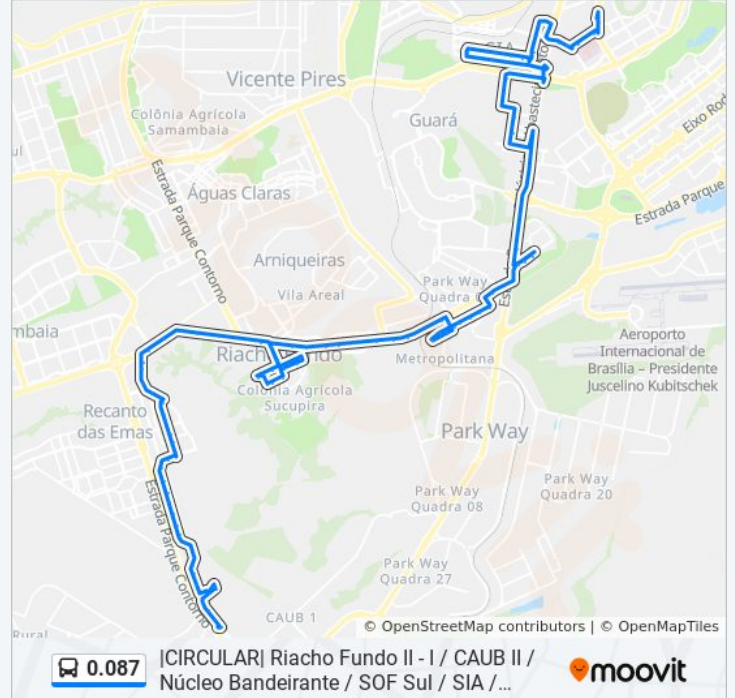 Vicente Pires
SIA
Colônia Agrícola
Samambaia
Guará
Eixo Rod
ul
Estrada Parque Contorno
Águas Claras
Estrada Parque
Arniqueiras
Vila Areal
Park Way
Quadra
mbaia
Riacho Fundo
Metropolitana
Aeroporto
Internacional de
Brasília – Presidente
Juscelino Kubitschek
Colônia Agrícola
Sucupira
Recanto
das Emas
Park Way
Park Way
Quadra 08
Park Way
Quadra 20
Estrada Parque Contorno
Park Way
Quadra 27
CAUB 1
Rural
© OpenStreetMap contributors | © OpenMapTiles
0.087
|CIRCULAR| Riacho Fundo II - I / CAUB II /
Núcleo Bandeirante / SOF Sul / SIA /...
moovit